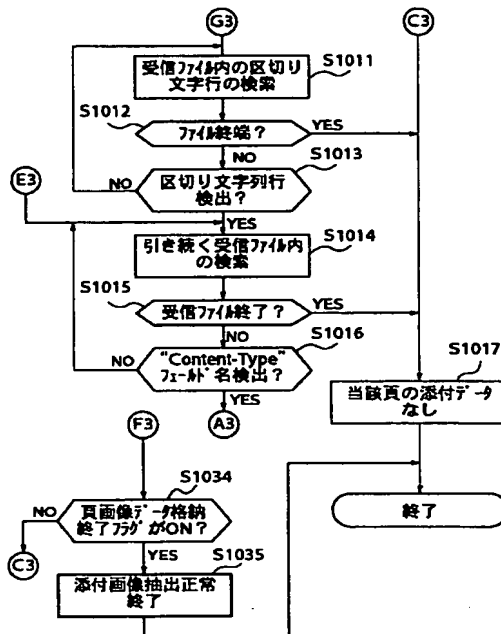 G3
C3
S1011
受信ファイル内の区切り
文字行の検索
S1012
ファイル終端？
YES
NO
S1013
E3
NO
区切り文字列行
検出？
YES
S1014
引き続く受信ファイル内
の検索
S1015
受信ファイル終了？
YES
NO
S1016
NO
"Content-Type"
フィールド名検出？
YES
A3
S1017
当該頁の添付データ
なし
F3
S1034
NO
頁画像データ格納
終了フラグがON？
C3
YES
S1035
添付画像抽出正常
終了
終了